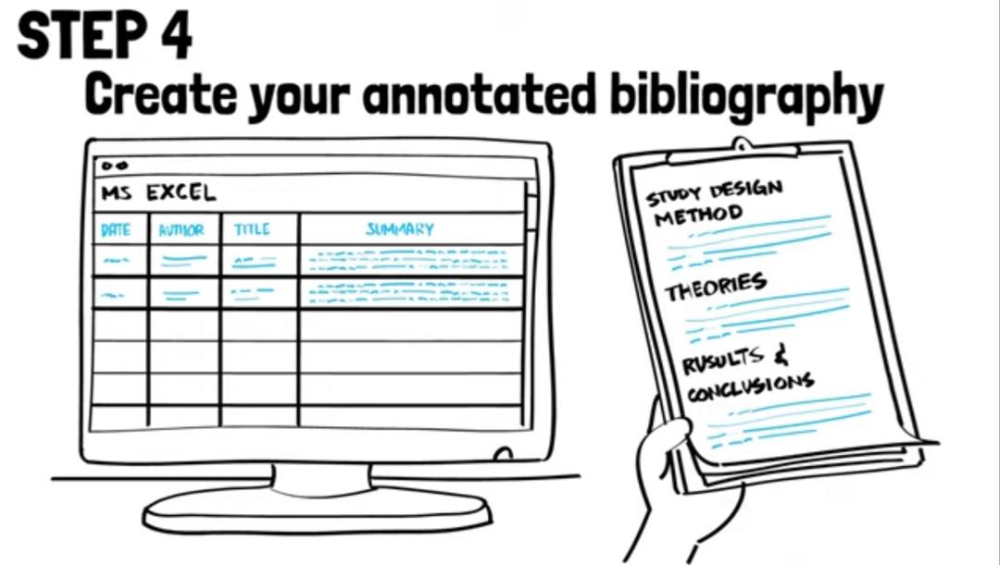 STEP 4
Create your annotated bibliography
MS EXCEL
DATE AUTHOR TITLE SUMMARY
STUDY DESIGN
METHOD
THEORIES
RUSULTS &
CONCLUSIONS